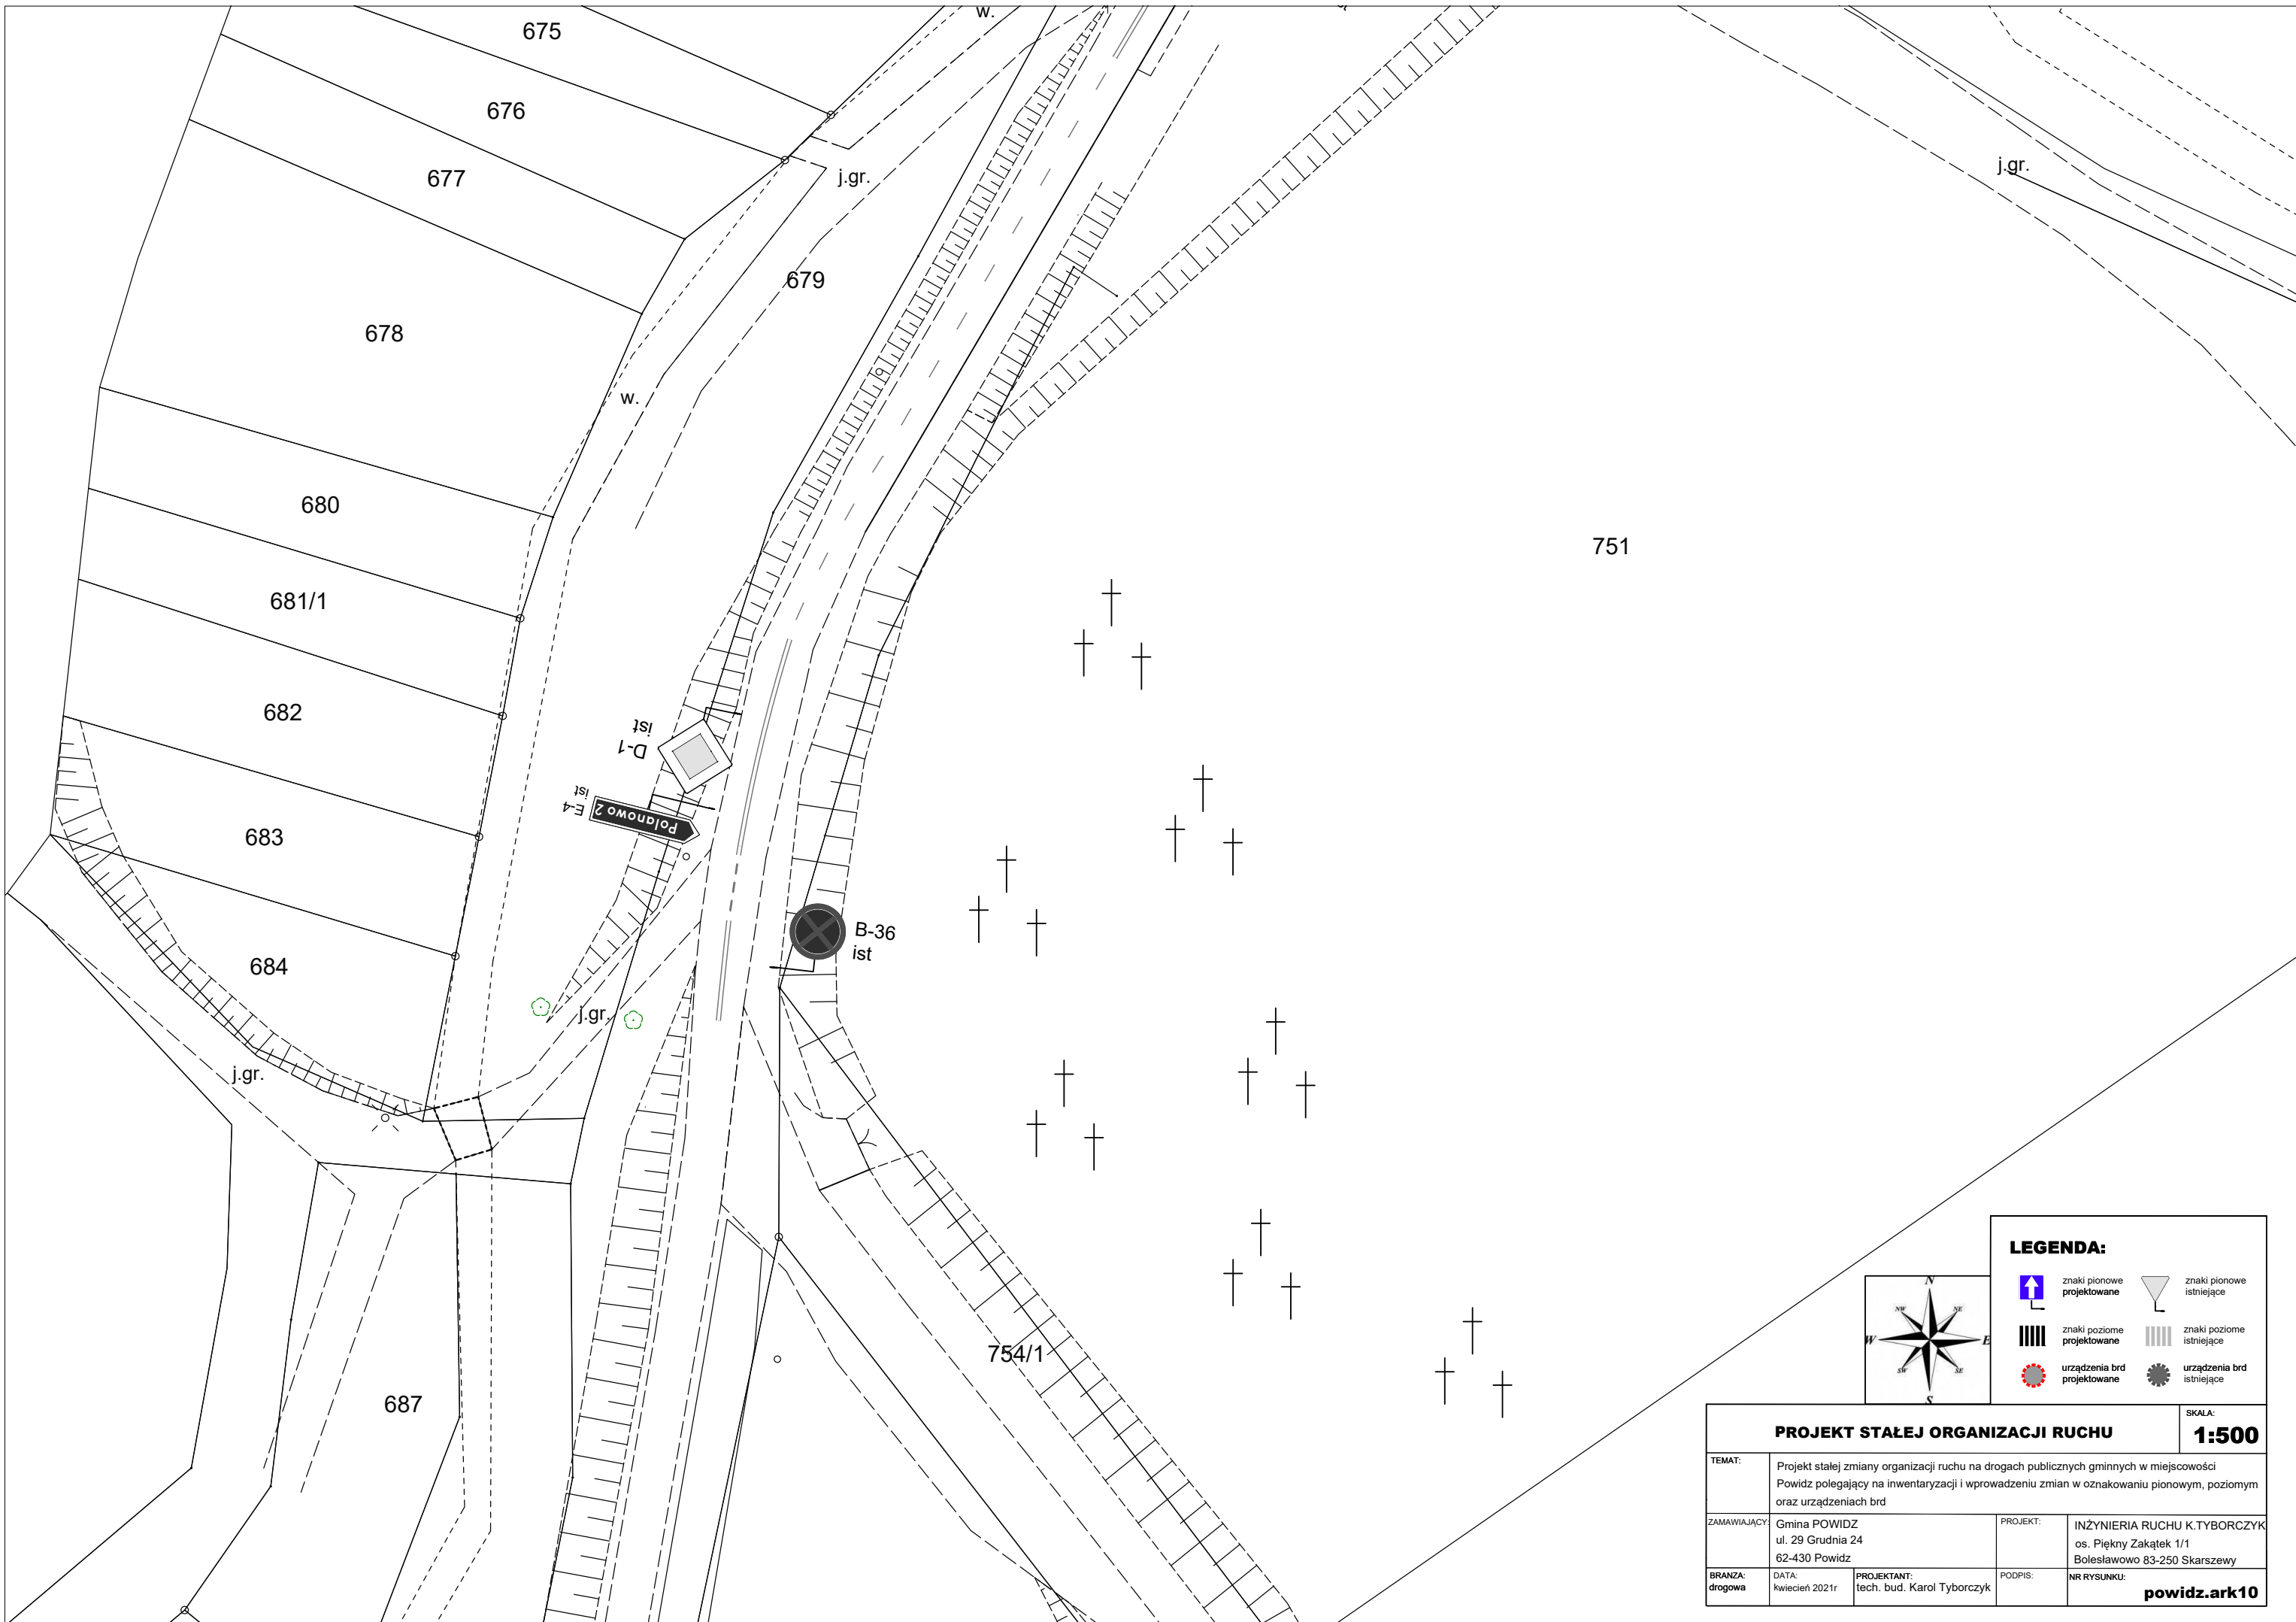 w.
675
676
677
j.gr.
j.gr.
679
678
w.
680
751
681/1
682
D-1
ist
E-4
ist
Polanowo 2
683
B-36
ist
684
j.gr.
j.gr.
754/1
687
LEGENDA:
znaki pionowe
projektowane
znaki pionowe
istniejące
znaki poziome
projektowane
znaki poziome
istniejące
urządzenia brd
projektowane
urządzenia brd
istniejące
N
NW
NE
W
E
SW
SE
S
PROJEKT STAŁEJ ORGANIZACJI RUCHU
SKALA:
1:500
TEMAT:
Projekt stałej zmiany organizacji ruchu na drogach publicznych gminnych w miejscowości
Powidz polegający na inwentaryzacji i wprowadzeniu zmian w oznakowaniu pionowym, poziomym
oraz urządzeniach brd
ZAMAWIAJĄCY:
Gmina POWIDZ
ul. 29 Grudnia 24
62-430 Powidz
PROJEKT:
INŻYNIERIA RUCHU K.TYBORCZYK
os. Piękny Zakątek 1/1
Bolesławowo 83-250 Skarszewy
BRANŻA:
drogowa
DATA:
kwiecień 2021r
PROJEKTANT:
tech. bud. Karol Tyborczyk
PODPIS:
NR RYSUNKU:
powidz.ark10